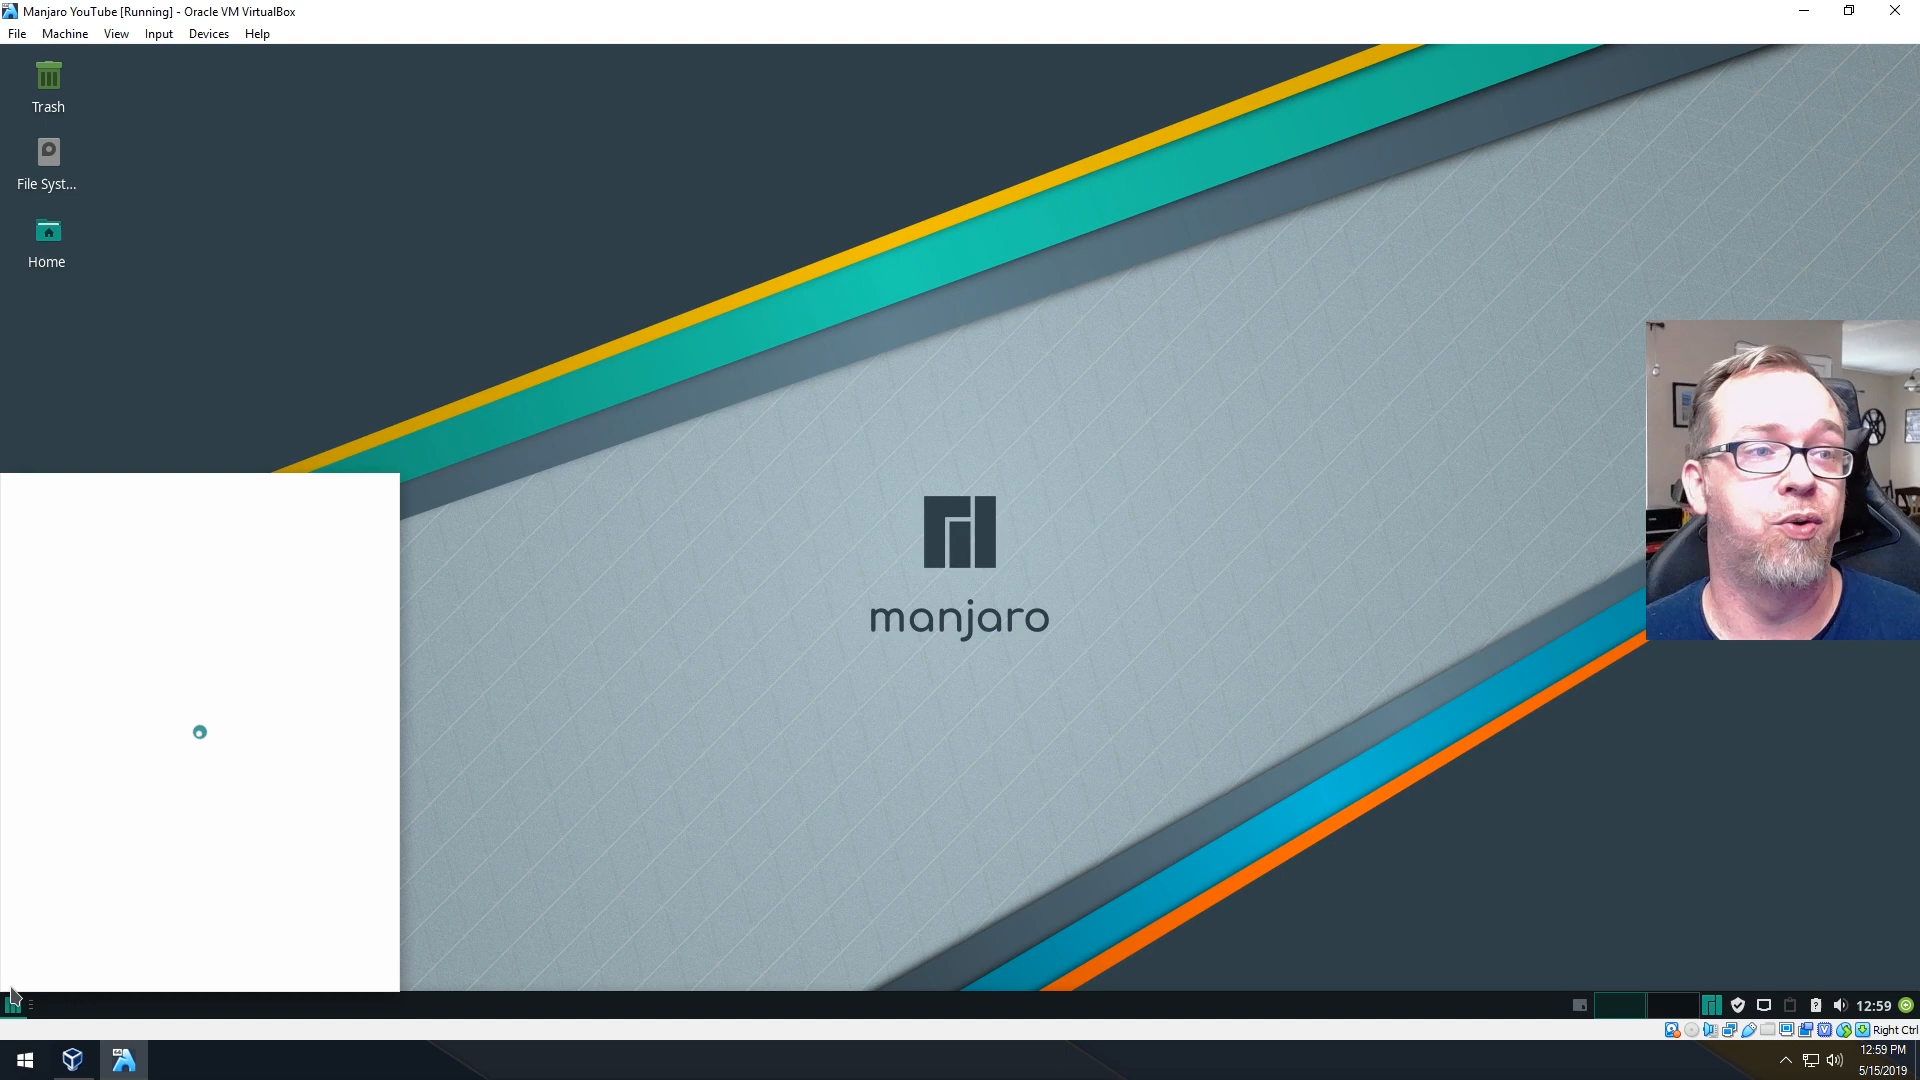 Manjaro YouTube [Running] - Oracle VM VirtualBox
File Machine View Input Devices Help
Trash
File Syst...
Home
manjaro
12:59
Right Ctrl
12:59 PM
5/15/2019